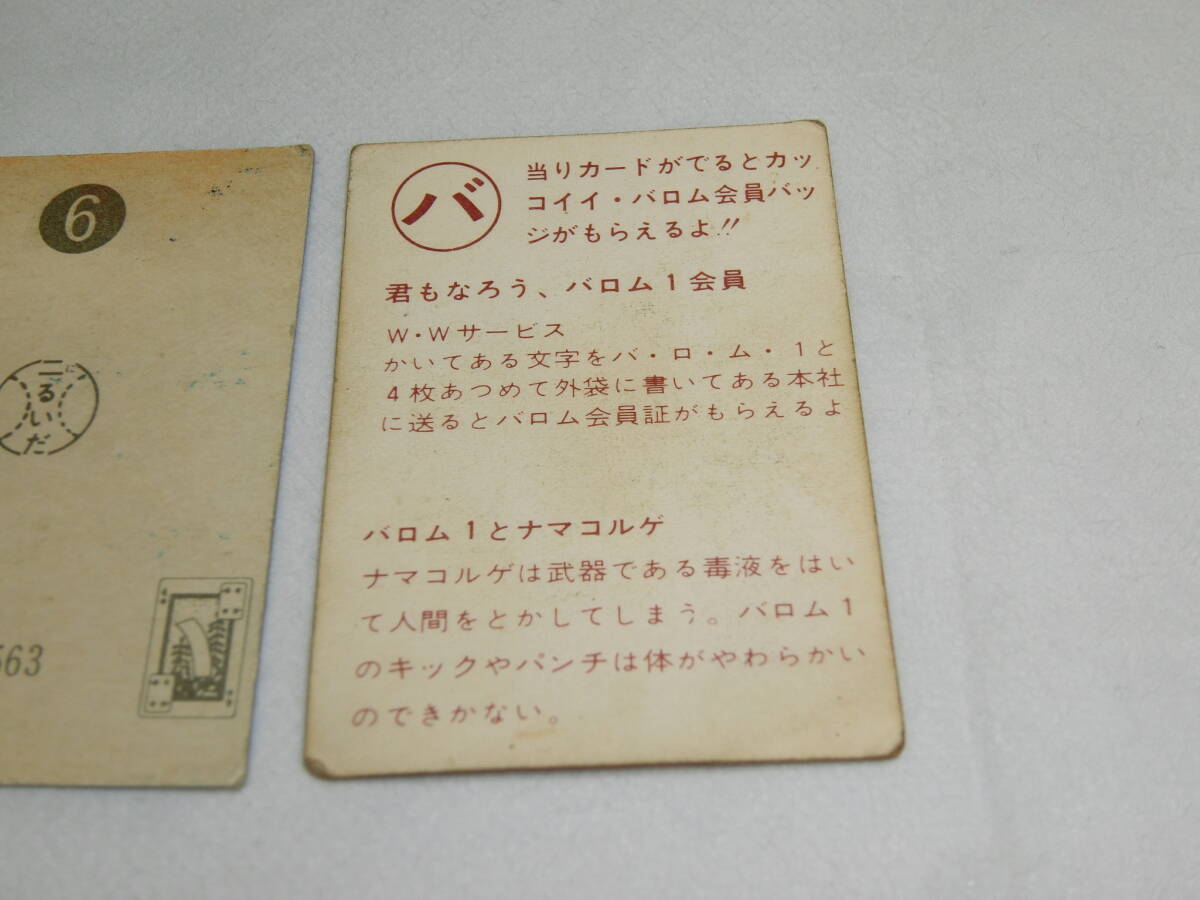 6
二に
るいだ
563
バ
当りカードがでるとカッ
コイイ・バロム会員バッ
ジがもらえるよ!!
君もなろう、バロム1会員
W・Wサービス
かいてある文字をバ・ロ・ム・1と
4枚あつめて外袋に書いてある本社
に送るとバロム会員証がもらえるよ
バロム1とナマコルゲ
ナマコルゲは武器である毒液をはい
て人間をとかしてしまう。バロム1
のキックやパンチは体がやわらかい
のできかない。